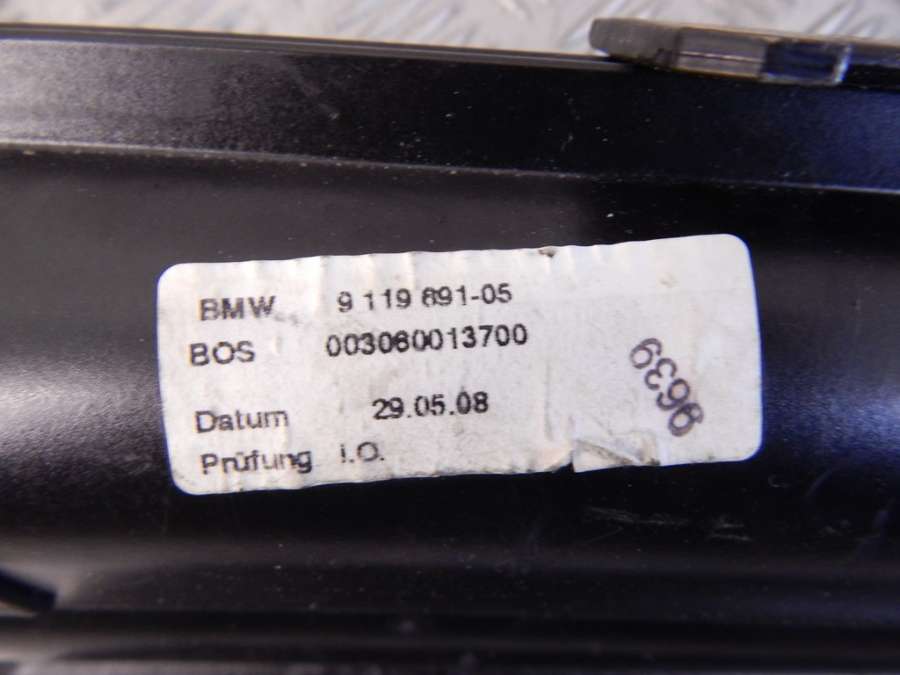 BMW 9 119 891-05
BOS 003060013700
Datum 29.05.08
Prüfung i.O.
9639